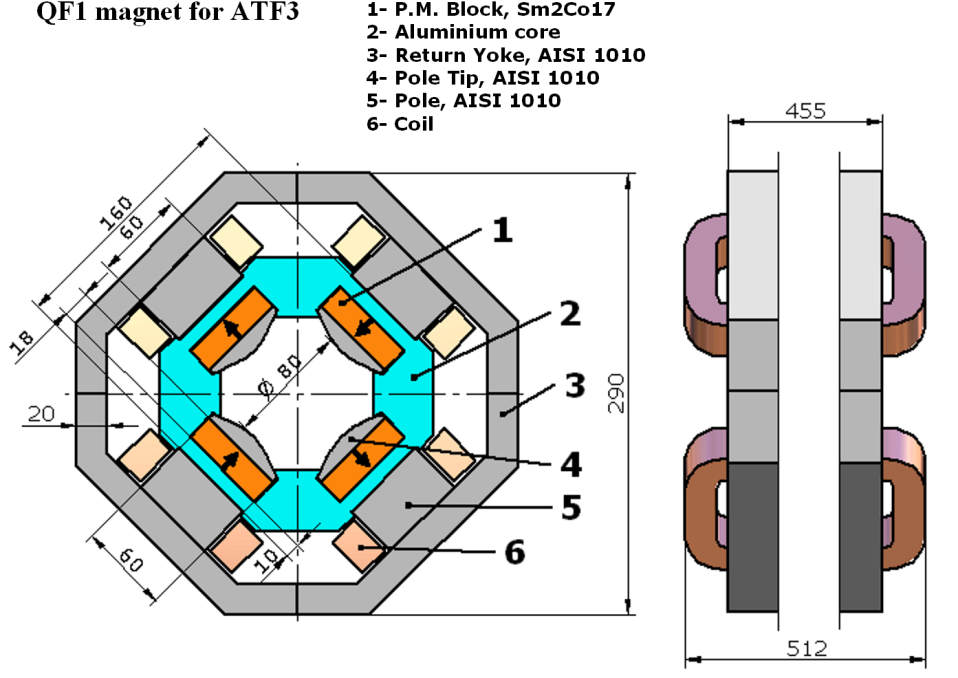 QF1 magnet for ATF3
1- P.M. Block, Sm2Co17
2- Aluminium core
3- Return Yoke, AISI 1010
4- Pole Tip, AISI 1010
5- Pole, AISI 1010
6- Coil
455
160
60
1
18
2
Ø 80
290
3
20
4
5
60
10
6
512